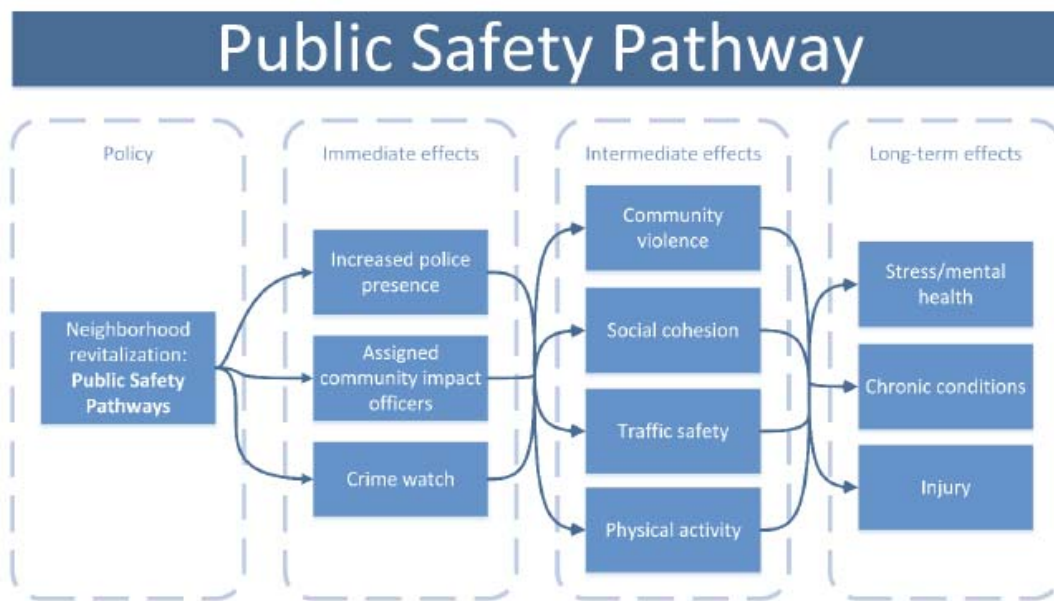 Public Safety Pathway
Policy
Neighborhood
revitalization:
Public Safety
Pathways
Immediate effects
Increased police
presence
Assigned
community impact
officers
Crime watch
Intermediate effects
Community
violence
Social cohesion
Traffic safety
Physical activity
Long-term effects
Stress/mental
health
Chronic conditions
Injury